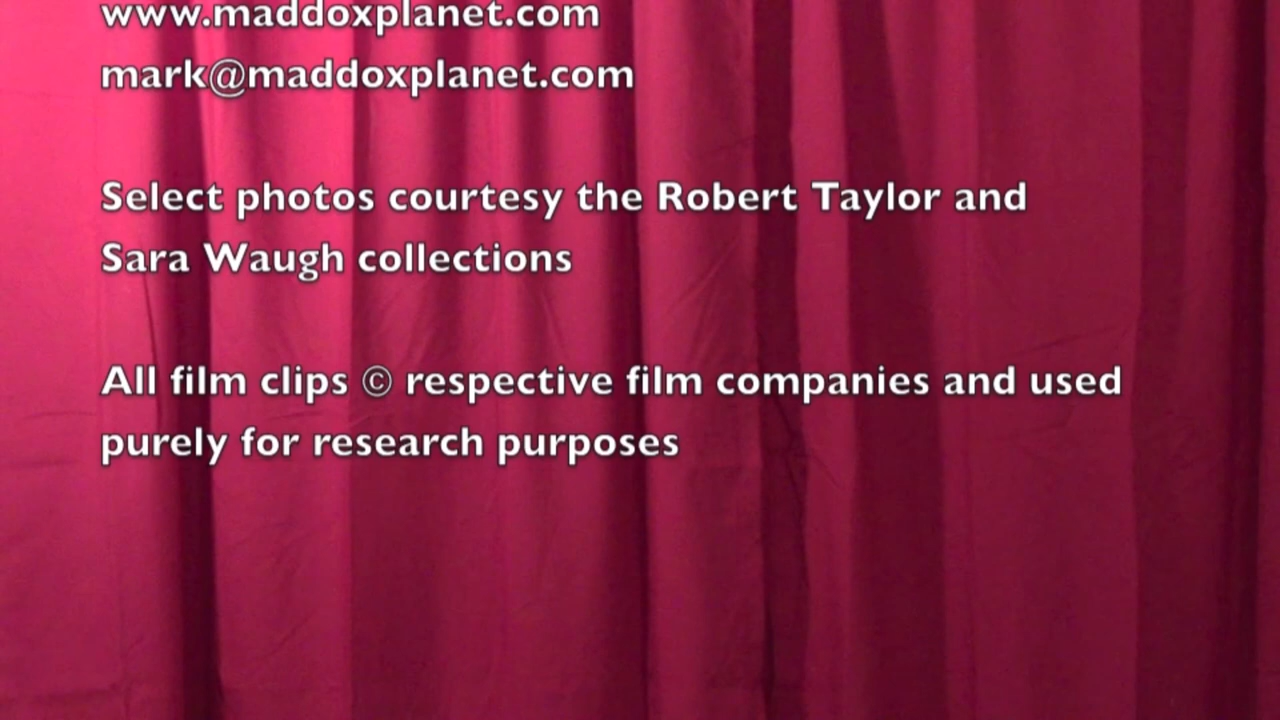 www.maddoxplanet.com
mark@maddoxplanet.com
Select photos courtesy the Robert Taylor and
Sara Waugh collections
All film clips © respective film companies and used
purely for research purposes